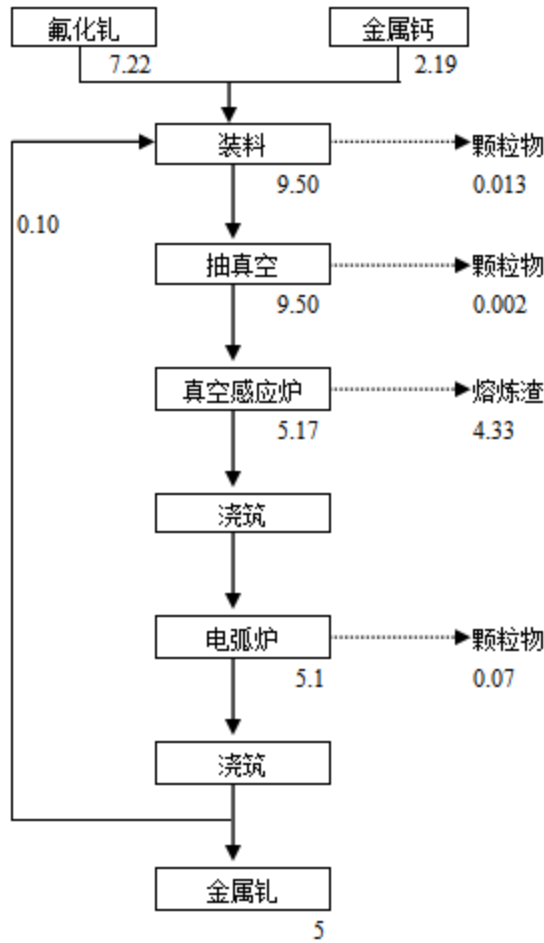 氟化钆
金属钙
7.22
2.19
装料
颗粒物
9.50
0.013
0.10
抽真空
颗粒物
9.50
0.002
真空感应炉
熔炼渣
5.17
4.33
浇筑
电弧炉
颗粒物
5.1
0.07
浇筑
金属钆
5